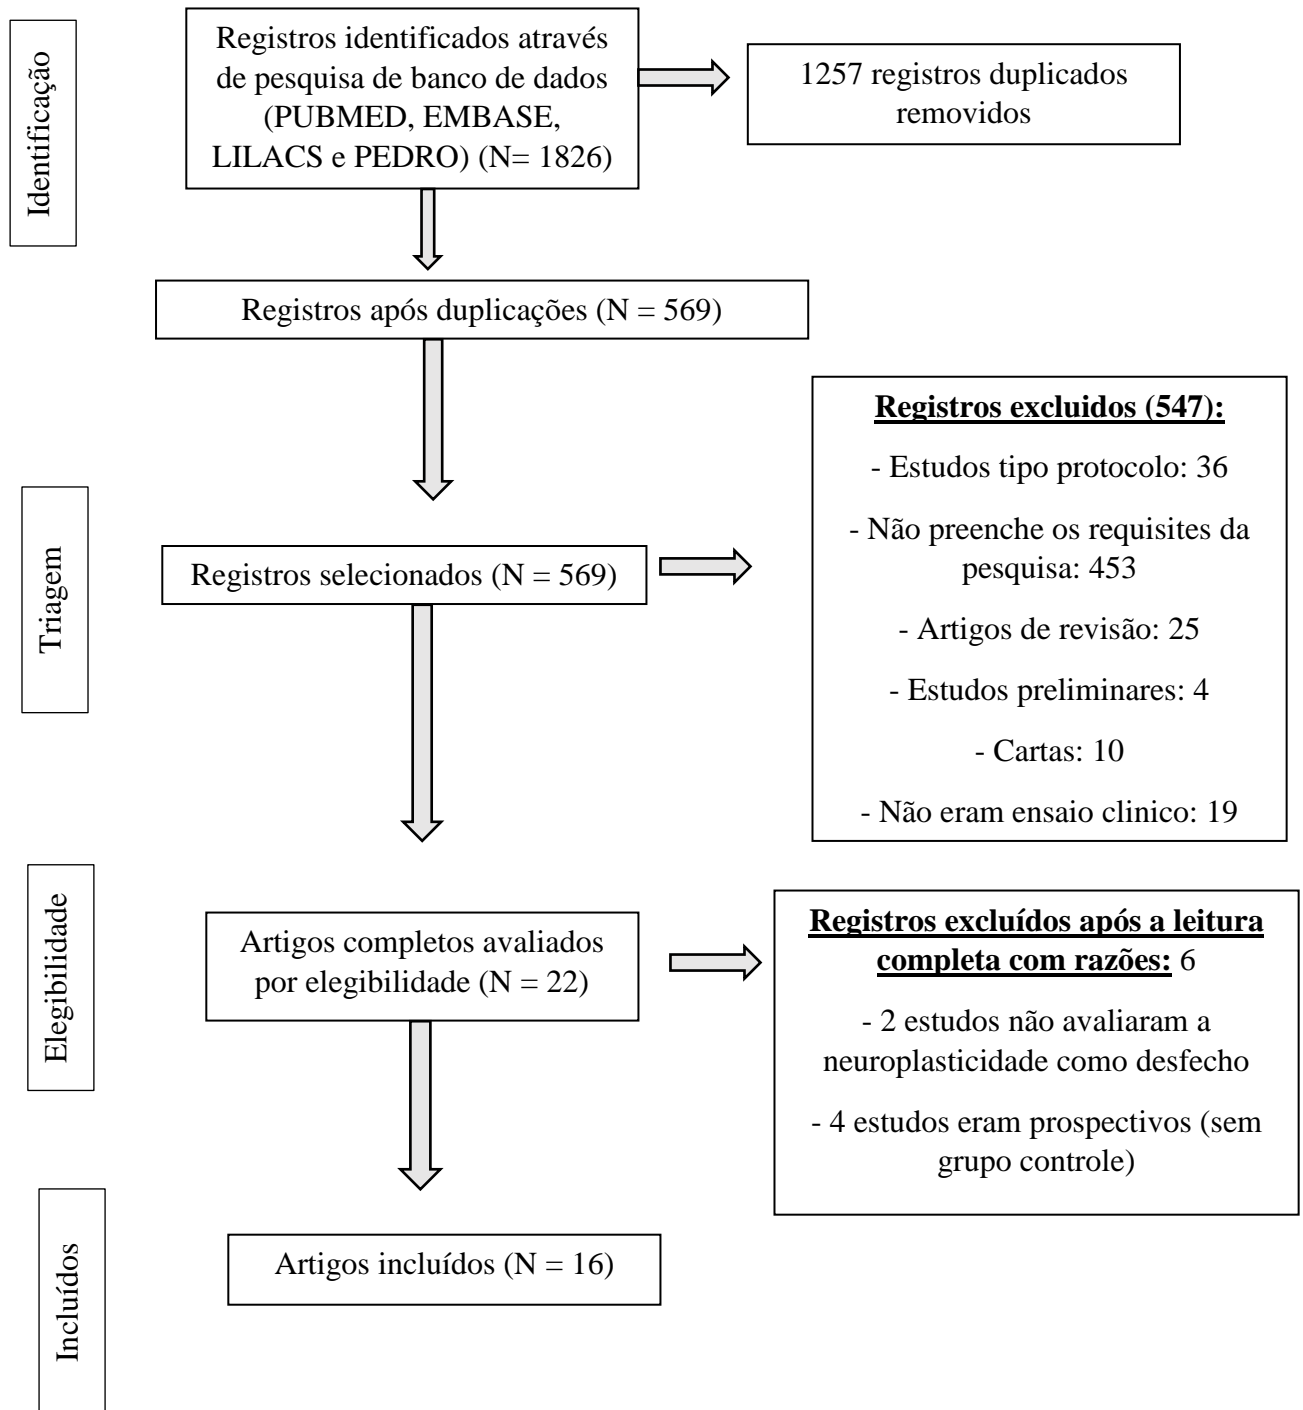 Identificação
Registros identificados através
de pesquisa de banco de dados
(PUBMED, EMBASE,
LILACS e PEDRO) (N= 1826)
1257 registros duplicados
removidos
Registros após duplicações (N = 569)
Triagem
Registros selecionados (N = 569)
Registros excluidos (547):
- Estudos tipo protocolo: 36
- Não preenche os requisites da
pesquisa: 453
- Artigos de revisão: 25
- Estudos preliminares: 4
- Cartas: 10
- Não eram ensaio clinico: 19
Elegibilidade
Artigos completos avaliados
por elegibilidade (N = 22)
Registros excluídos após a leitura
completa com razões: 6
- 2 estudos não avaliaram a
neuroplasticidade como desfecho
- 4 estudos eram prospectivos (sem
grupo controle)
Incluídos
Artigos incluídos (N = 16)